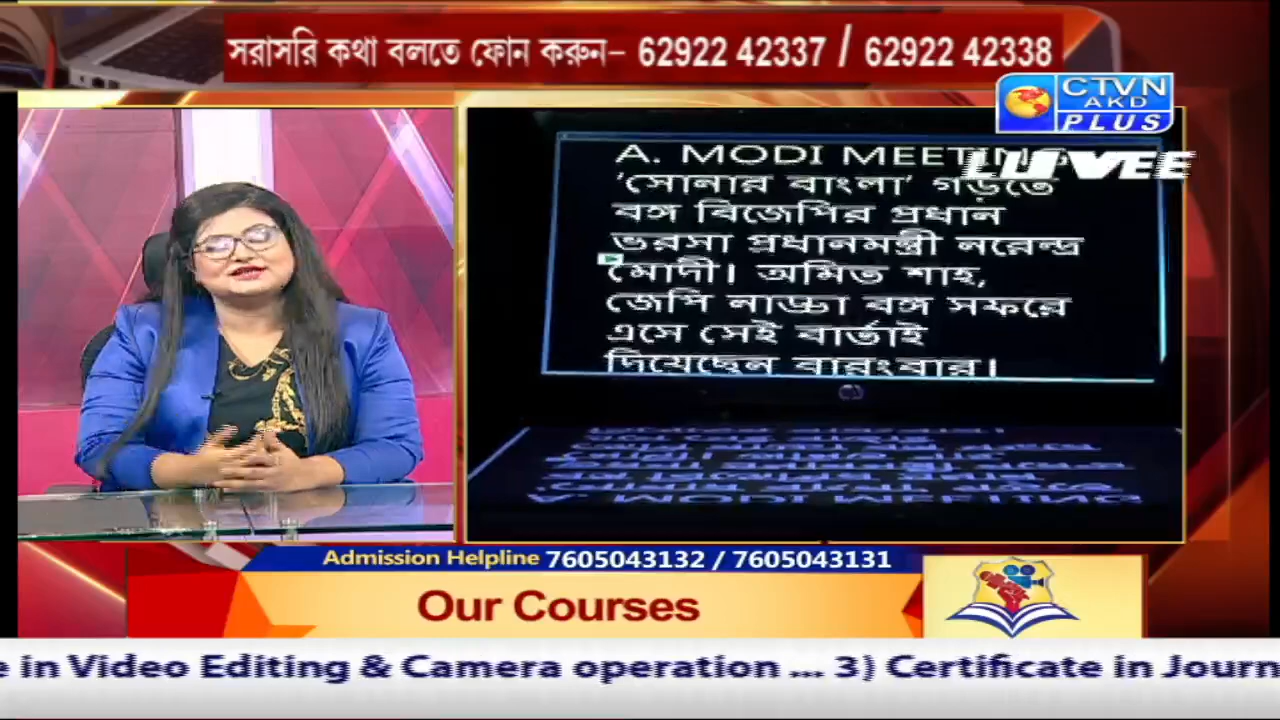 সরাসরি কথা বলতে ফোন করুন- 62922 42337 / 62922 42338
CTVN
AKD
PLUS
LUVEE
A. MODI MEETING
'সোনার বাংলা' গড়তে
বঙ্গ বিজেপির প্রধান
ভরসা প্রধানমন্ত্রী নরেন্দ্র
মোদী। অমিত শাহ,
জেপি নাড্ডা বঙ্গ সফরে
এসে সেই বার্তাই
দিয়েছেন বারংবার।
Admission Helpline 7605043132 / 7605043131
Our Courses
e in Video Editing & Camera operation ... 3) Certificate in Journ